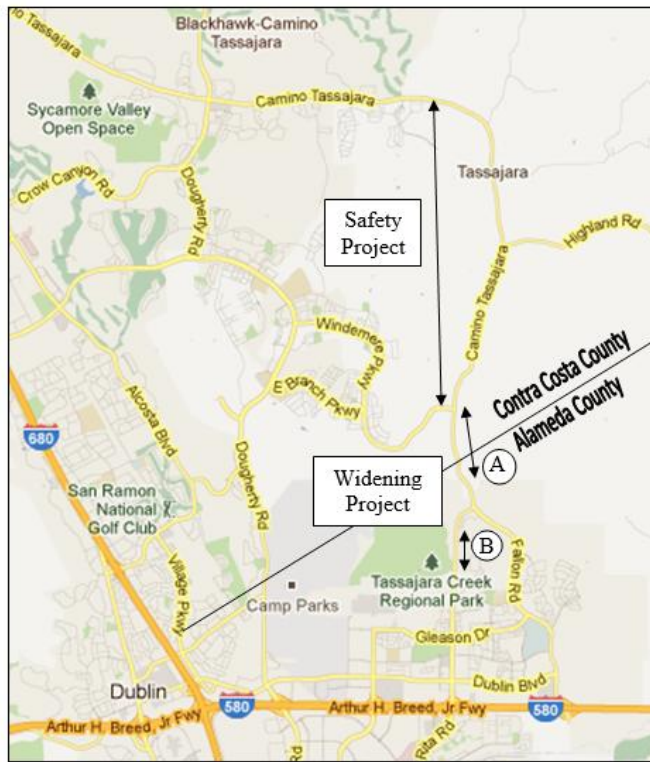 Blackhawk-Camino
Tassajara
no Tassajara
Camino Tassajara
Sycamore Valley
Open Space
Tassajara
Crow Canyon Rd
Dougherty Rd
Safety
Project
Highland Rd
Camino Tassajara
Windemere Pkwy
Contra Costa County
Alameda County
E Branch Pkwy
Alcosta Blvd
680
Dougherty Rd
Widening
Project
A
San Ramon
National
Golf Club
B
Fallon Rd
Village Pkwy
Tassajara Creek
Regional Park
Camp Parks
Gleason Dr
Dublin
Dublin Blvd
580
580
Arthur H. Breed, Jr Fwy
Arthur H. Breed, Jr Fwy